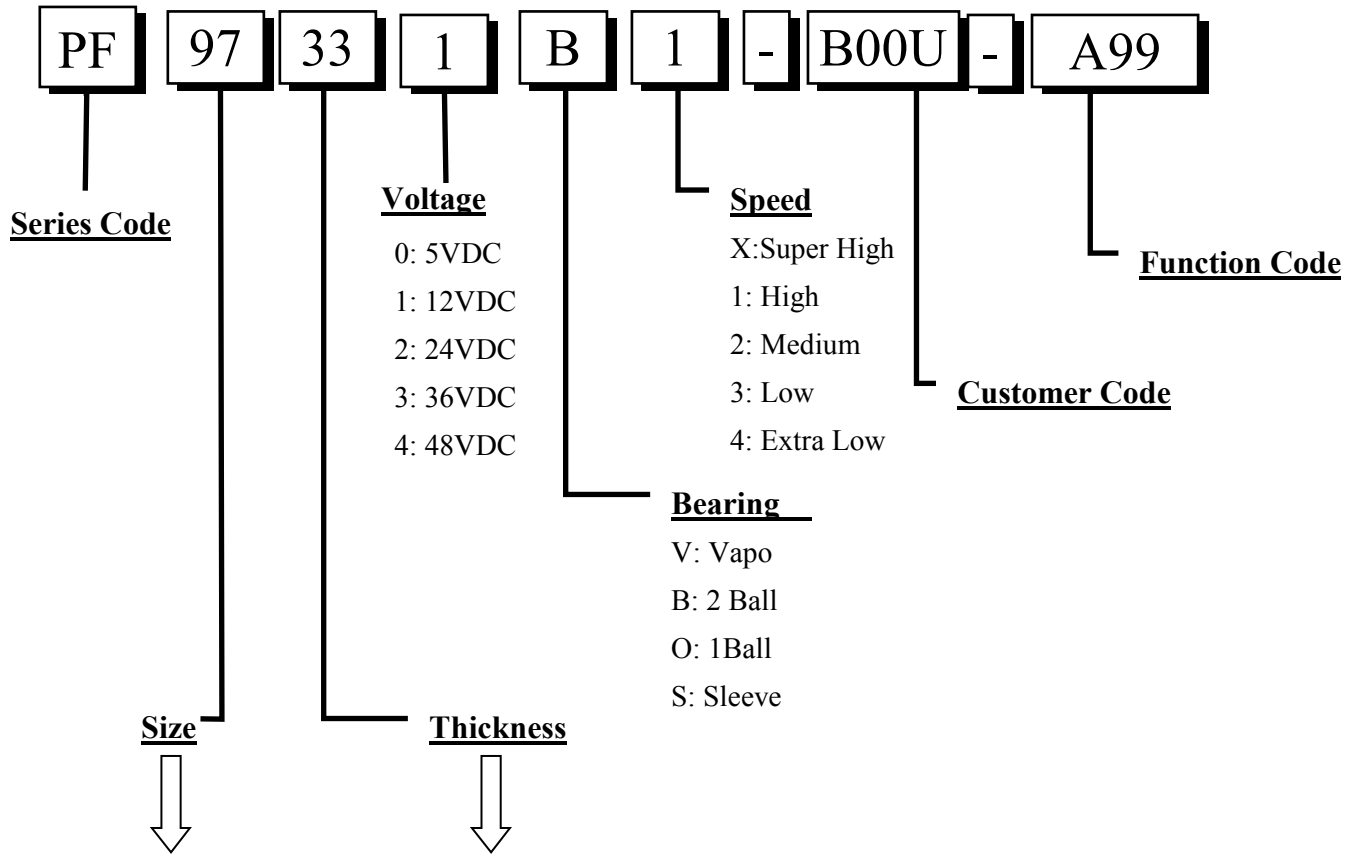 PF 97 33 1 B 1 - B00U - A99
Series Code
Voltage
0: 5VDC
1: 12VDC
2: 24VDC
3: 36VDC
4: 48VDC
Speed
X:Super High
1: High
2: Medium
3: Low
4: Extra Low
Function Code
Customer Code
Bearing
V: Vapo
B: 2 Ball
O: 1Ball
S: Sleeve
Size
Thickness